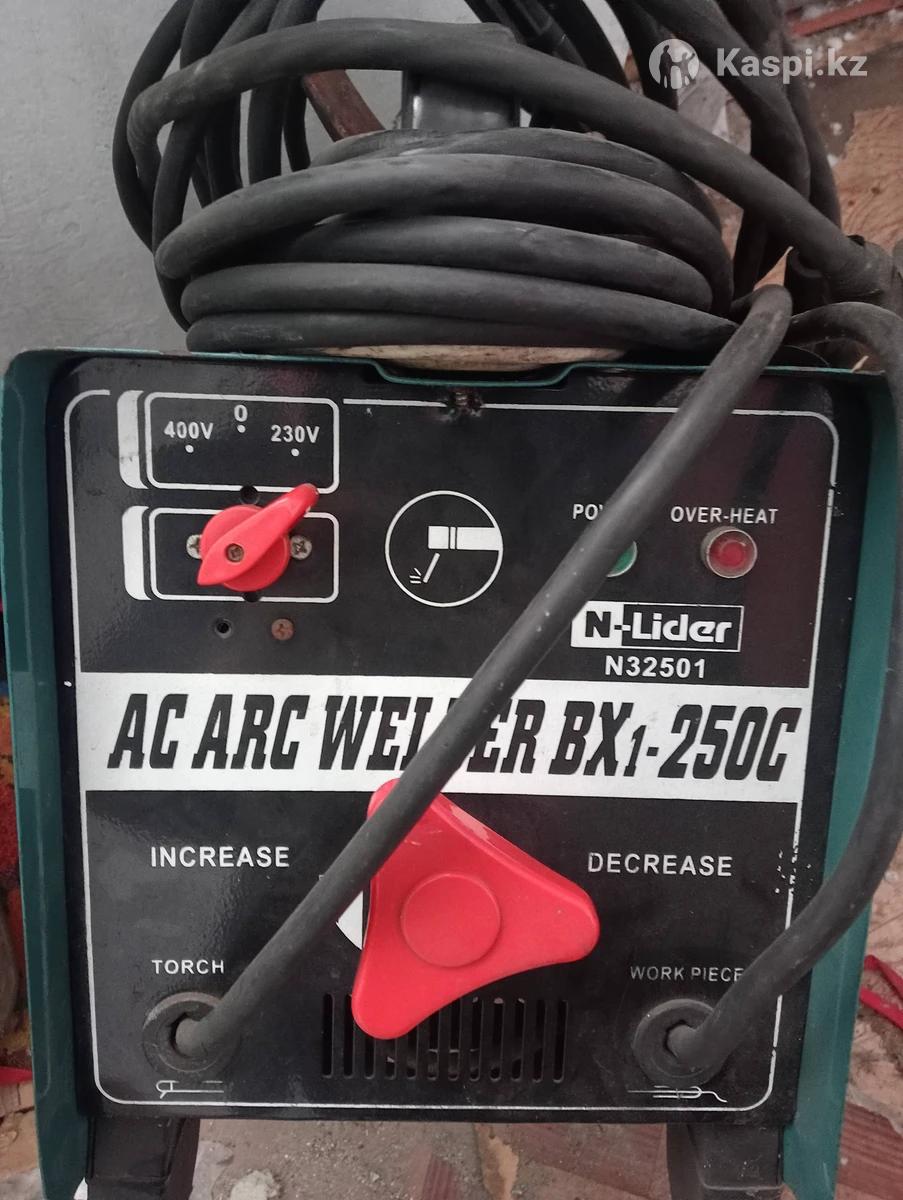 Kaspi.kz
0
400V
230V
OVER-HEAT
N-Lider
N32501
AC ARC BX1-250C
INCREASE
DECREASE
TORCH
WORK PIECE